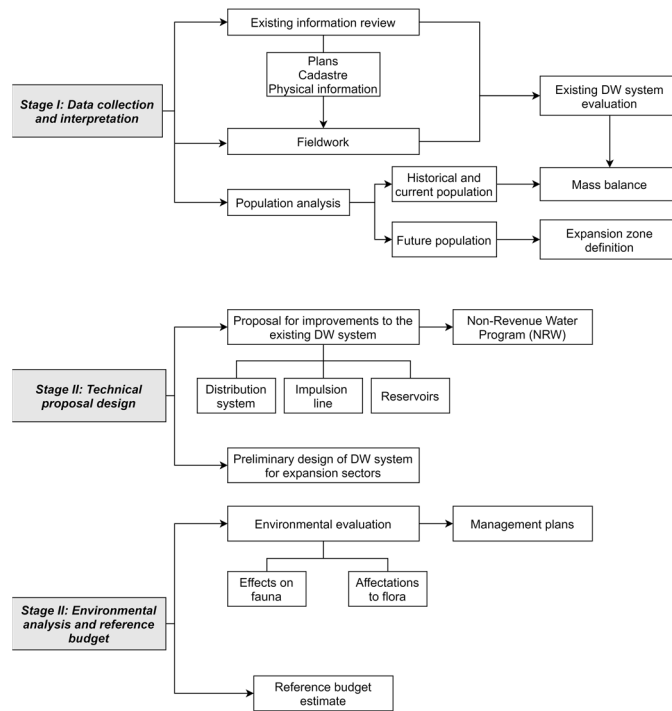 Existing information review
Plans
Cadastre
Physical information
Stage I: Data collection
and interpretation
Existing DW system
evaluation
Fieldwork
Historical and
current population
Mass balance
Population analysis
Future population
Expansion zone
definition
Proposal for improvements to the
existing DW system
Non-Revenue Water
Program (NRW)
Distribution
system
Impulsion
line
Reservoirs
Stage II: Technical
proposal design
Preliminary design of DW system
for expansion sectors
Environmental evaluation
Management plans
Effects on
fauna
Affectations
to flora
Stage II: Environmental
analysis and reference
budget
Reference budget
estimate